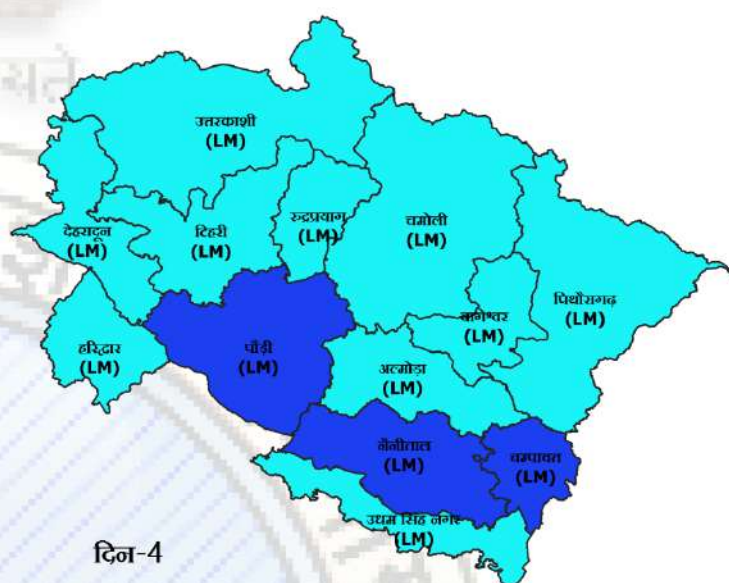 उत्तरकाशी
(LM)
देहरादून
(LM)
टिहरी
(LM)
रुद्रप्रयाग
(LM)
चमोली
(LM)
पिथौरागढ़
(LM)
बागेश्वर
(LM)
हरिद्वार
(LM)
पौड़ी
(LM)
अल्मोड़ा
(LM)
नैनीताल
(LM)
चम्पावत
(LM)
उधम सिंह नगर
(LM)
दिन-4